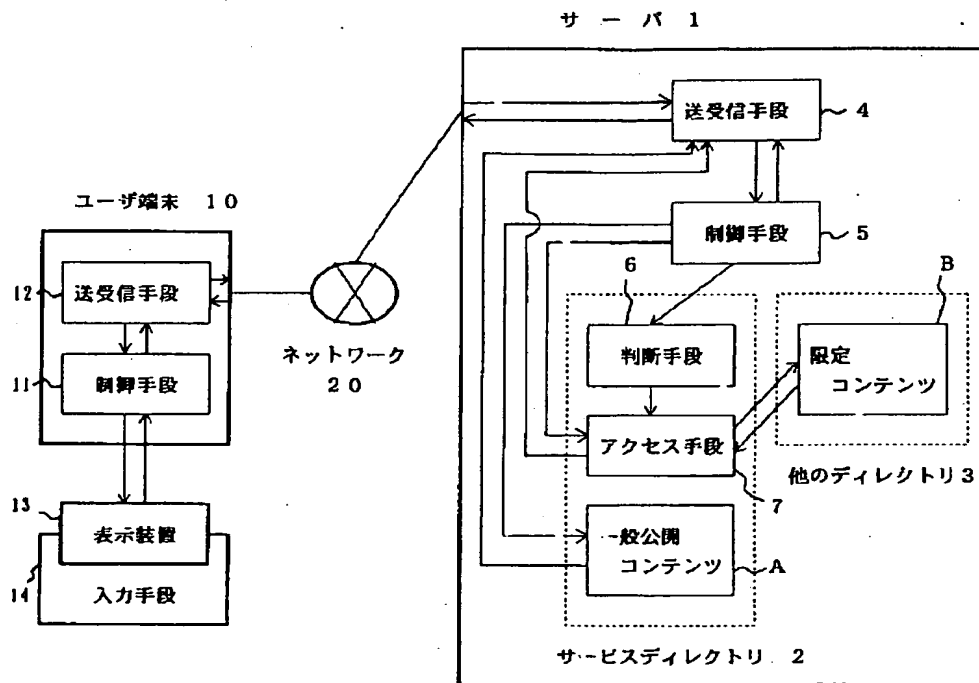 サーバ 1
送受信手段
4
ユーザ端末 10
制御手段
5
12
送受信手段
6
B
ネットワーク
20
判断手段
限定
コンテンツ
11
制御手段
アクセス手段
他のディレクトリ3
7
13
表示装置
一般公開
コンテンツ
A
14
入力手段
サービスディレクトリ 2